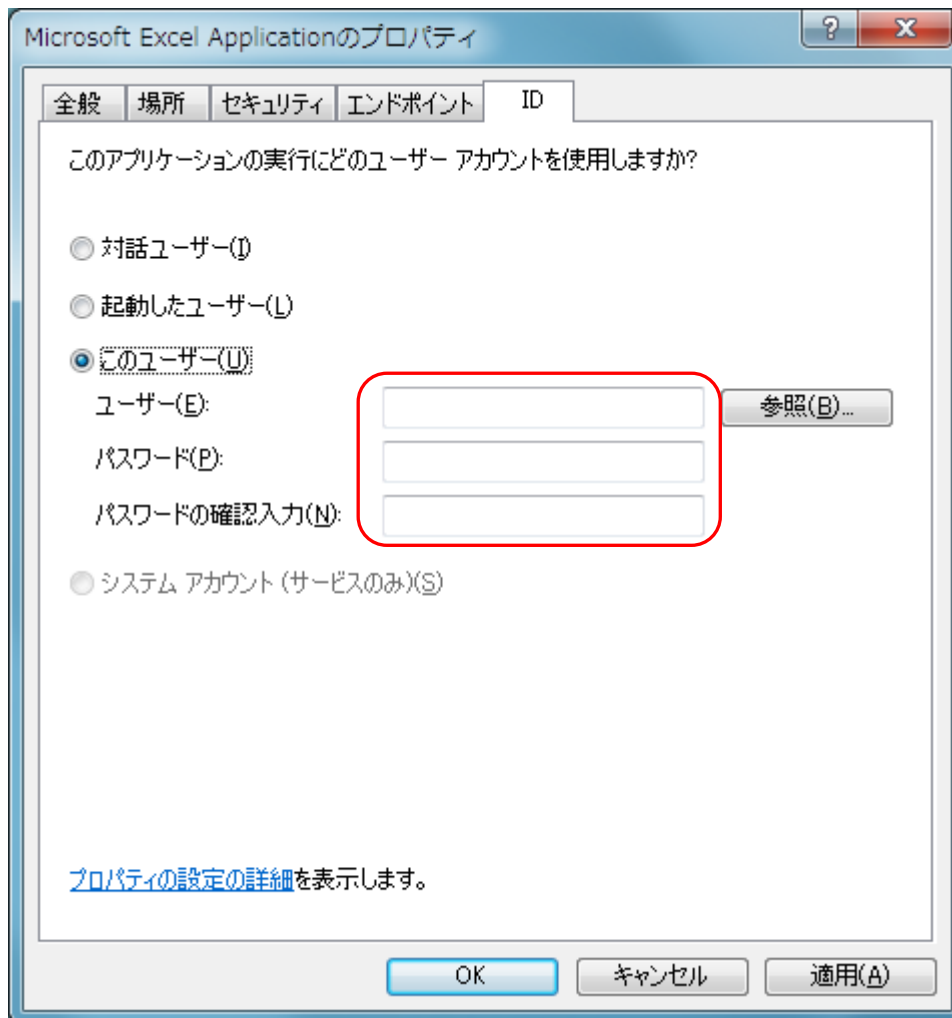 Microsoft Excel Applicationのプロパティ
全般 場所 セキュリティ エンドポイント ID
このアプリケーションの実行にどのユーザー アカウントを使用しますか?
対話ユーザー(I)
起動したユーザー(L)
このユーザー(U)
ユーザー(E): 参照(B)...
パスワード(P):
パスワードの確認入力(N):
システム アカウント (サービスのみ)(S)
プロパティの設定の詳細を表示します。
OK キャンセル 適用(A)